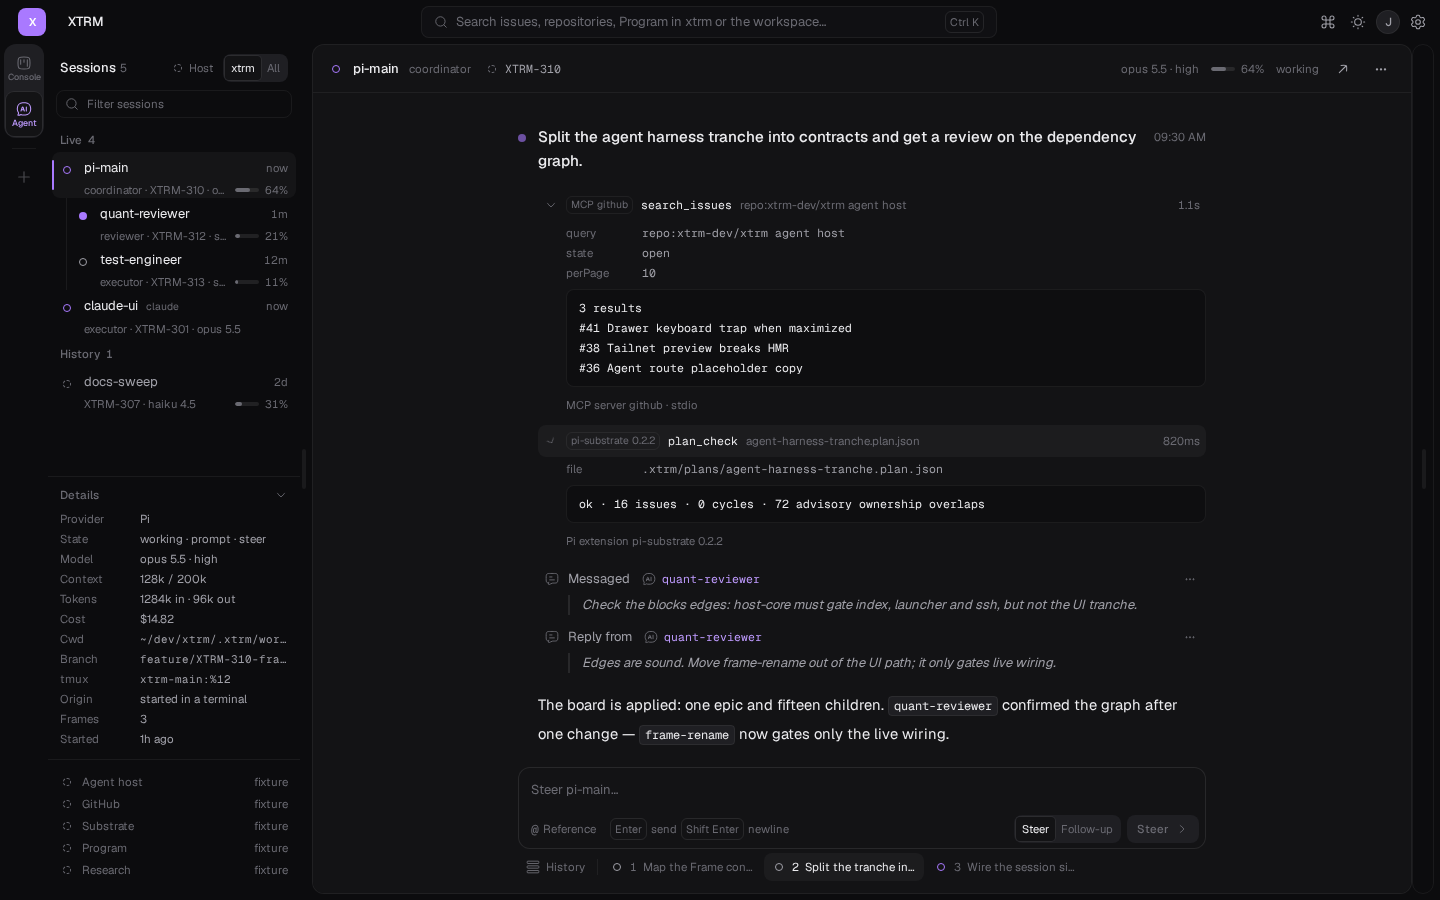 X XTRM
Search issues, repositories, Program in xtrm or the workspace... Ctrl K
J
Console
AI
Agent
Sessions 5 Host xtrm All
Filter sessions
Live 4
pi-main now
coordinator · XTRM-310 · o... 64%
quant-reviewer 1m
reviewer · XTRM-312 · s... 21%
test-engineer 12m
executor · XTRM-313 · s... 11%
claude-ui claude now
executor · XTRM-301 · opus 5.5
History 1
docs-sweep 2d
XTRM-307 · haiku 4.5 31%
Details
Provider Pi
State working · prompt · steer
Model opus 5.5 · high
Context 128k / 200k
Tokens 1284k in · 96k out
Cost $14.82
Cwd ~/dev/xtrm/.xtrm/wor...
Branch feature/XTRM-310-fra...
tmux xtrm-main:%12
Origin started in a terminal
Frames 3
Started 1h ago
Agent host fixture
GitHub fixture
Substrate fixture
Program fixture
Research fixture
pi-main coordinator XTRM-310 opus 5.5 · high 64% working
Split the agent harness tranche into contracts and get a review on the dependency 09:30 AM
graph.
MCP github search_issues repo:xtrm-dev/xtrm agent host 1.1s
query repo:xtrm-dev/xtrm agent host
state open
perPage 10
3 results
#41 Drawer keyboard trap when maximized
#38 Tailnet preview breaks HMR
#36 Agent route placeholder copy
MCP server github · stdio
pi-substrate 0.2.2 plan_check agent-harness-tranche.plan.json 820ms
file .xtrm/plans/agent-harness-tranche.plan.json
ok · 16 issues · 0 cycles · 72 advisory ownership overlaps
Pi extension pi-substrate 0.2.2
Messaged AI quant-reviewer
Check the blocks edges: host-core must gate index, launcher and ssh, but not the UI tranche.
Reply from AI quant-reviewer
Edges are sound. Move frame-rename out of the UI path; it only gates live wiring.
The board is applied: one epic and fifteen children. quant-reviewer confirmed the graph after
one change — frame-rename now gates only the live wiring.
Steer pi-main...
@ Reference Enter send Shift Enter newline Steer Follow-up Steer
History 1 Map the Frame con... 2 Split the tranche in... 3 Wire the session si...